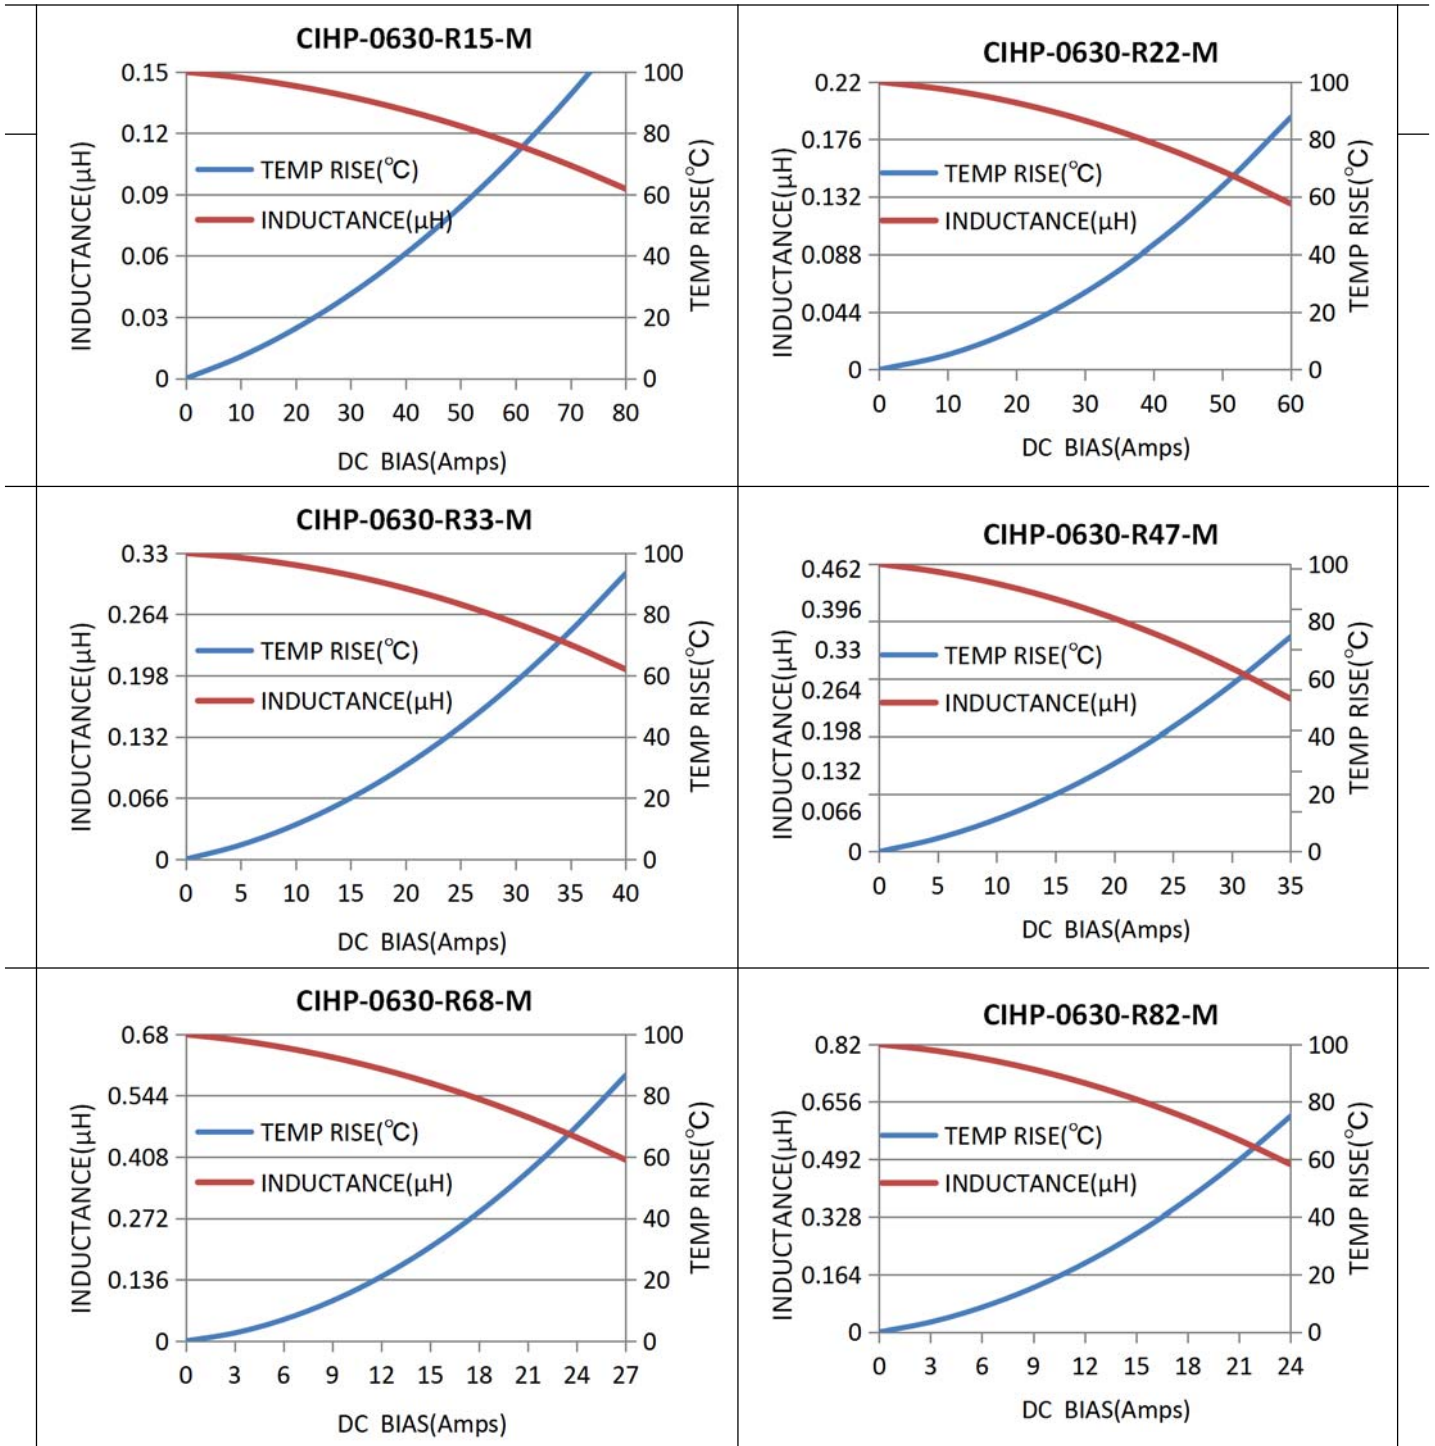 CIHP-0630-R15-M
INDUCTANCE(µH)
0.15
0.12
0.09
0.06
0.03
0
TEMP RISE(℃)
INDUCTANCE(µH)
100
80
60
40
20
0
TEMP RISE(℃)
0 10 20 30 40 50 60 70 80
DC BIAS(Amps)
CIHP-0630-R22-M
INDUCTANCE(µH)
0.22
0.176
0.132
0.088
0.044
0
TEMP RISE(℃)
INDUCTANCE(µH)
100
80
60
40
20
0
TEMP RISE(℃)
0 10 20 30 40 50 60
DC BIAS(Amps)
CIHP-0630-R33-M
INDUCTANCE(µH)
0.33
0.264
0.198
0.132
0.066
0
TEMP RISE(℃)
INDUCTANCE(µH)
100
80
60
40
20
0
TEMP RISE(℃)
0 5 10 15 20 25 30 35 40
DC BIAS(Amps)
CIHP-0630-R47-M
INDUCTANCE(µH)
0.462
0.396
0.33
0.264
0.198
0.132
0.066
0
TEMP RISE(℃)
INDUCTANCE(µH)
100
80
60
40
20
0
TEMP RISE(℃)
0 5 10 15 20 25 30 35
DC BIAS(Amps)
CIHP-0630-R68-M
INDUCTANCE(µH)
0.68
0.544
0.408
0.272
0.136
0
TEMP RISE(℃)
INDUCTANCE(µH)
100
80
60
40
20
0
TEMP RISE(℃)
0 3 6 9 12 15 18 21 24 27
DC BIAS(Amps)
CIHP-0630-R82-M
INDUCTANCE(µH)
0.82
0.656
0.492
0.328
0.164
0
TEMP RISE(℃)
INDUCTANCE(µH)
100
80
60
40
20
0
TEMP RISE(℃)
0 3 6 9 12 15 18 21 24
DC BIAS(Amps)